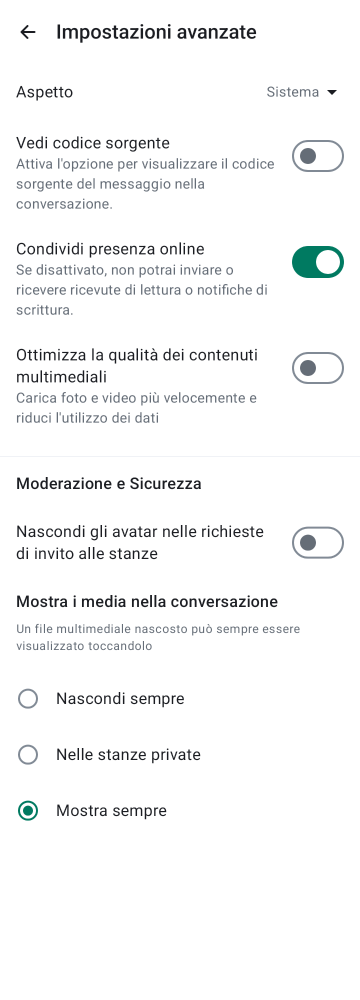 Impostazioni avanzate
Aspetto
Sistema
Vedi codice sorgente
Attiva l'opzione per visualizzare il codice
sorgente del messaggio nella
conversazione.
Condividi presenza online
Se disattivato, non potrai inviare o
ricevere ricevute di lettura o notifiche di
scrittura.
Ottimizza la qualità dei contenuti
multimediali
Carica foto e video più velocemente e
riduci l'utilizzo dei dati
Moderazione e Sicurezza
Nascondi gli avatar nelle richieste
di invito alle stanze
Mostra i media nella conversazione
Un file multimediale nascosto può sempre essere
visualizzato toccandolo
Nascondi sempre
Nelle stanze private
Mostra sempre